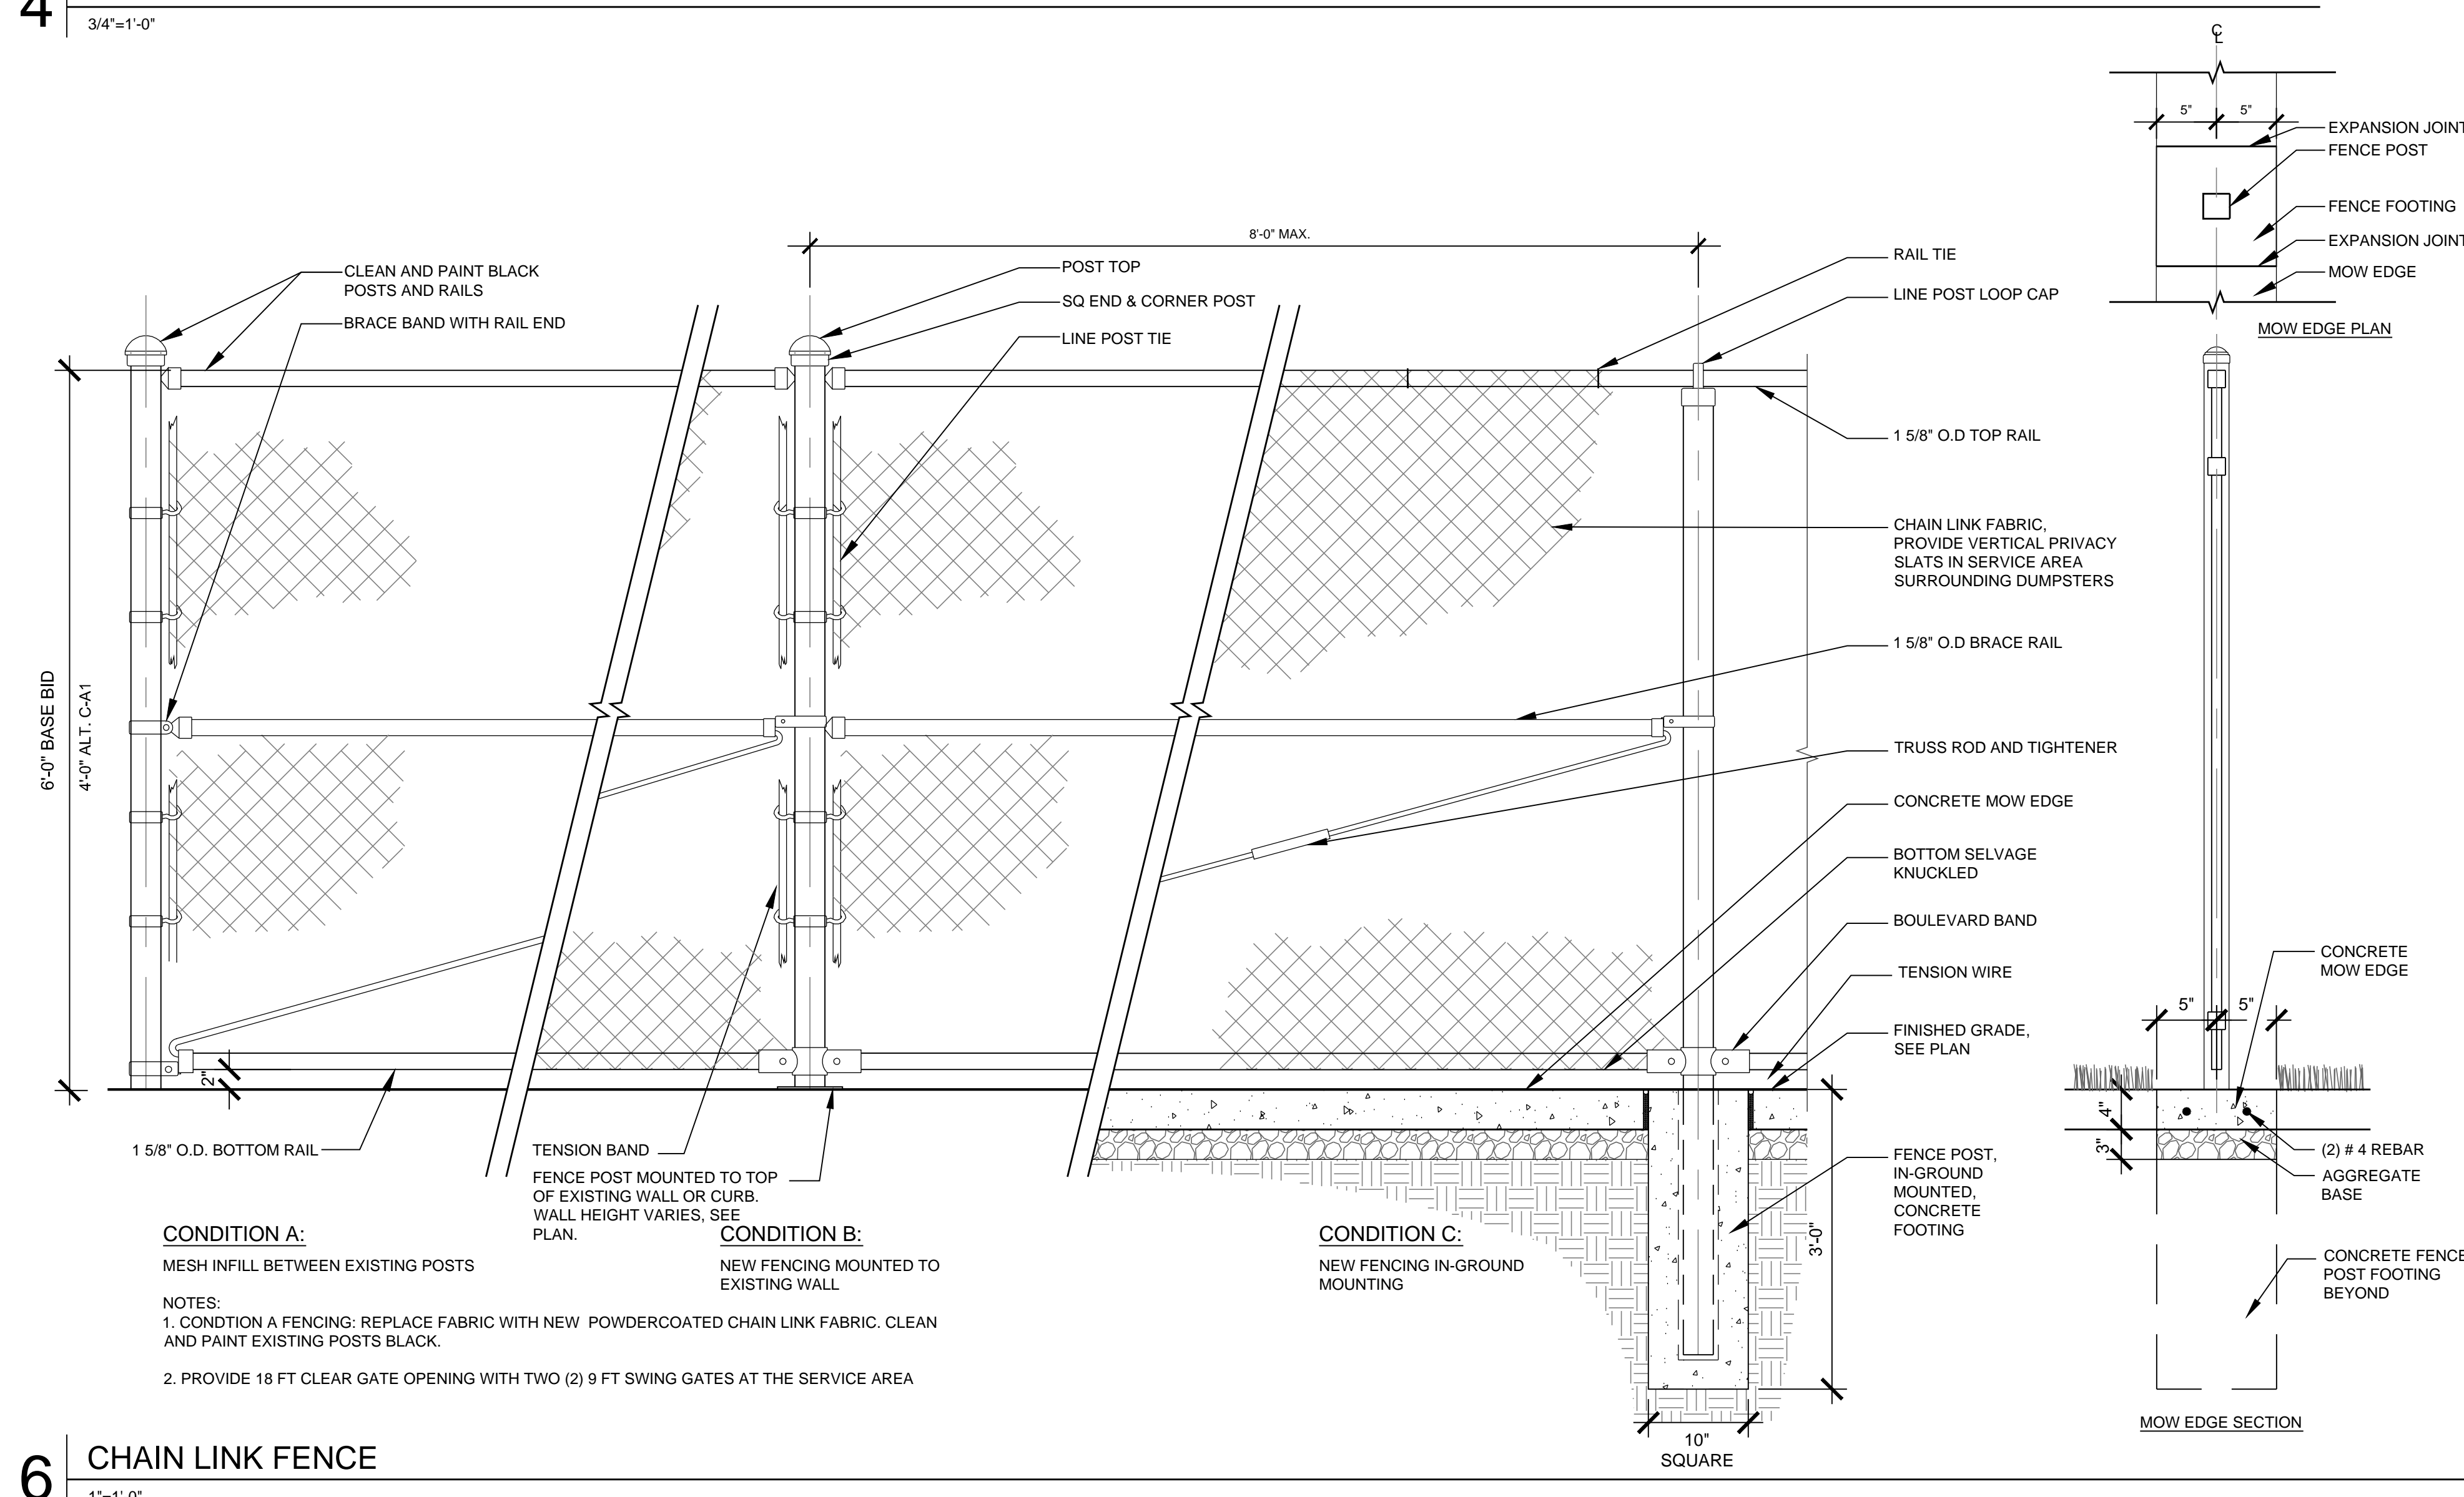 4
3/4"=1'-0"
CL
5"
5"
EXPANSION JOINT
FENCE POST
FENCE FOOTING
EXPANSION JOINT
MOW EDGE
MOW EDGE PLAN
8'-0" MAX.
CLEAN AND PAINT BLACK
POSTS AND RAILS
BRACE BAND WITH RAIL END
POST TOP
SQ END & CORNER POST
LINE POST TIE
RAIL TIE
LINE POST LOOP CAP
1 5/8" O.D TOP RAIL
CHAIN LINK FABRIC,
PROVIDE VERTICAL PRIVACY
SLATS IN SERVICE AREA
SURROUNDING DUMPSTERS
1 5/8" O.D BRACE RAIL
TRUSS ROD AND TIGHTENER
CONCRETE MOW EDGE
BOTTOM SELVAGE
KNUCKLED
BOULEVARD BAND
TENSION WIRE
FINISHED GRADE,
SEE PLAN
FENCE POST,
IN-GROUND
MOUNTED,
CONCRETE
FOOTING
6'-0" BASE BID
4'-0" ALT. C-A1
2"
1 5/8" O.D. BOTTOM RAIL
TENSION BAND
FENCE POST MOUNTED TO TOP
OF EXISTING WALL OR CURB.
WALL HEIGHT VARIES, SEE
PLAN.
3'-0"
10"
SQUARE
5"
5"
CONCRETE
MOW EDGE
4"
3"
(2) # 4 REBAR
AGGREGATE
BASE
CONCRETE FENCE
POST FOOTING
BEYOND
MOW EDGE SECTION
CONDITION A:
MESH INFILL BETWEEN EXISTING POSTS
CONDITION B:
NEW FENCING MOUNTED TO
EXISTING WALL
CONDITION C:
NEW FENCING IN-GROUND
MOUNTING
NOTES:
1. CONDTION A FENCING: REPLACE FABRIC WITH NEW  POWDERCOATED CHAIN LINK FABRIC. CLEAN
AND PAINT EXISTING POSTS BLACK.
2. PROVIDE 18 FT CLEAR GATE OPENING WITH TWO (2) 9 FT SWING GATES AT THE SERVICE AREA
6
CHAIN LINK FENCE
1"=1'-0"